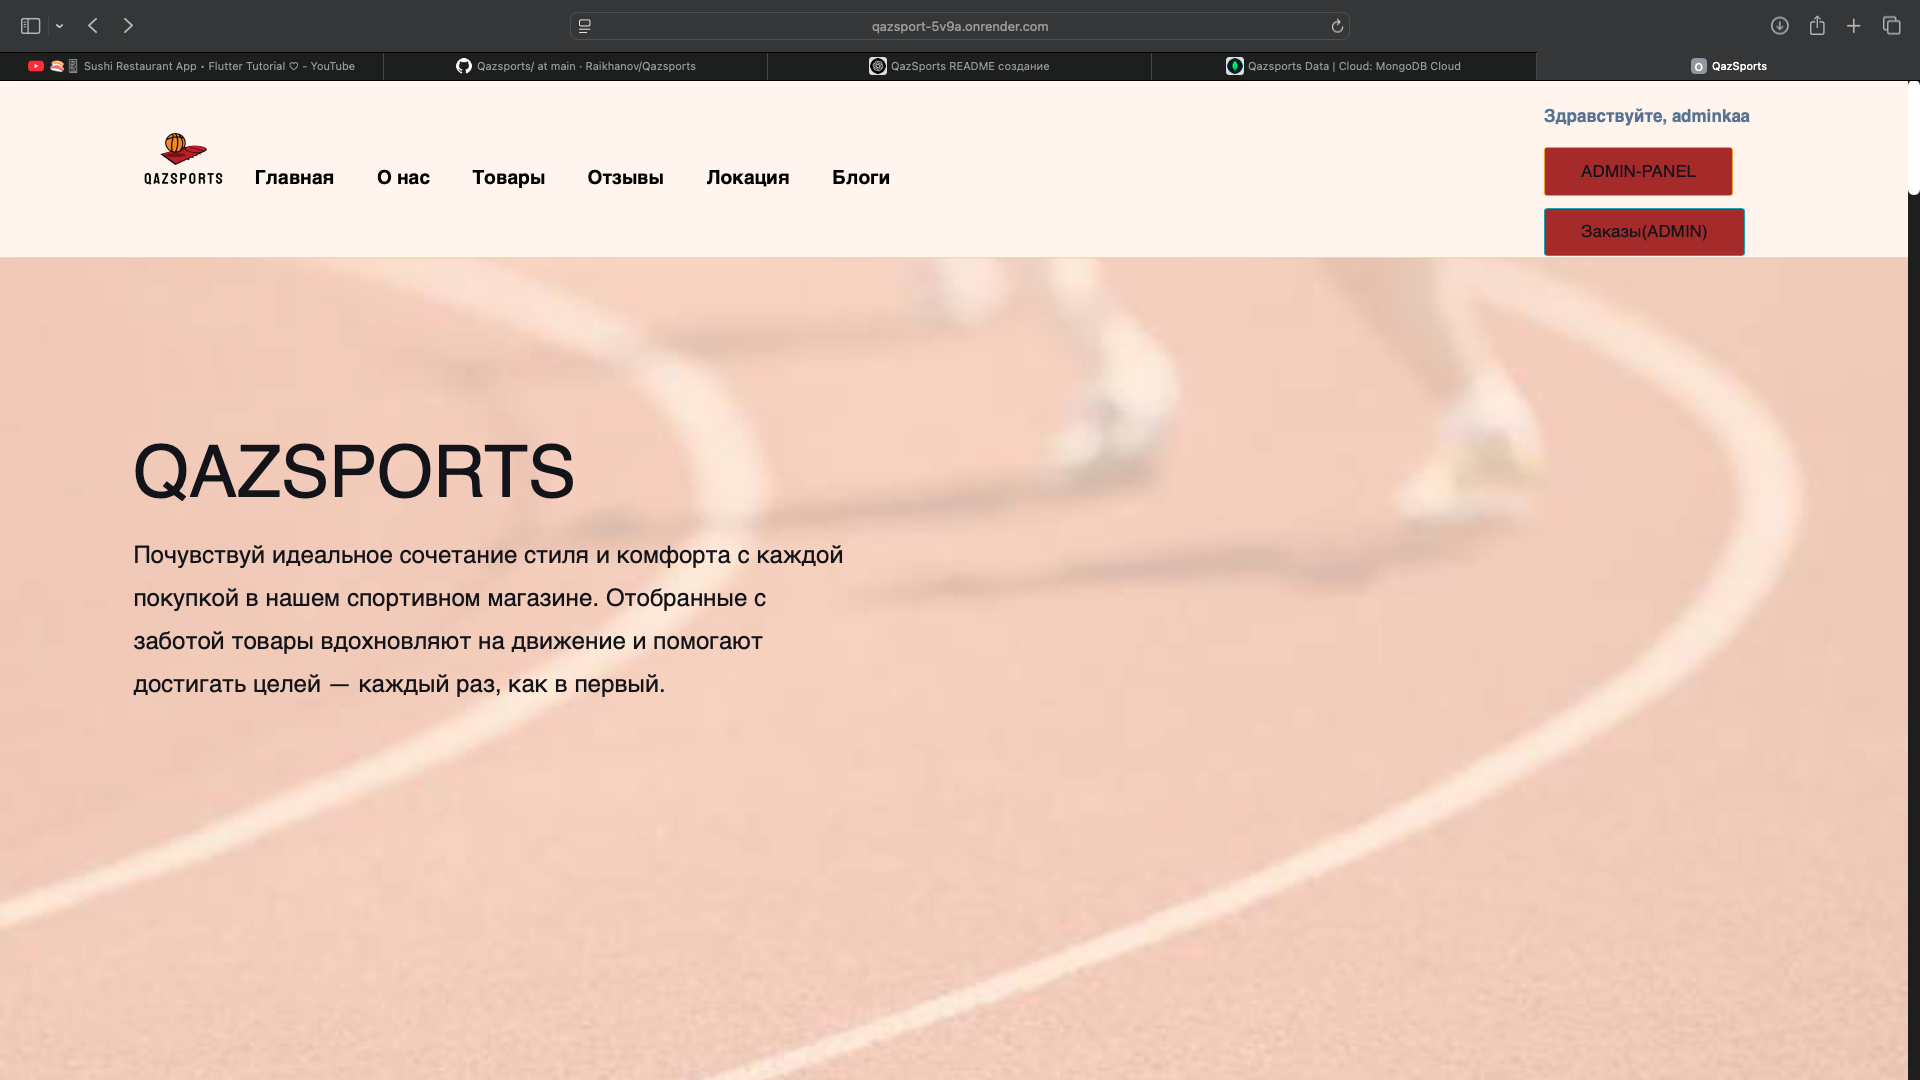 qazsport-5v9a.onrender.com
🍣🎚 Sushi Restaurant App • Flutter Tutorial ♡ - YouTube
Qazsports/ at main · Raikhanov/Qazsports
QazSports README создание
Qazsports Data | Cloud: MongoDB Cloud
O QazSports
Здравствуйте, adminkaa
QAZSPORTS
Главная
О нас
Товары
Отзывы
Локация
Блоги
ADMIN-PANEL
Заказы(ADMIN)
QAZSPORTS
Почувствуй идеальное сочетание стиля и комфорта с каждой
покупкой в нашем спортивном магазине. Отобранные с
заботой товары вдохновляют на движение и помогают
достигать целей — каждый раз, как в первый.